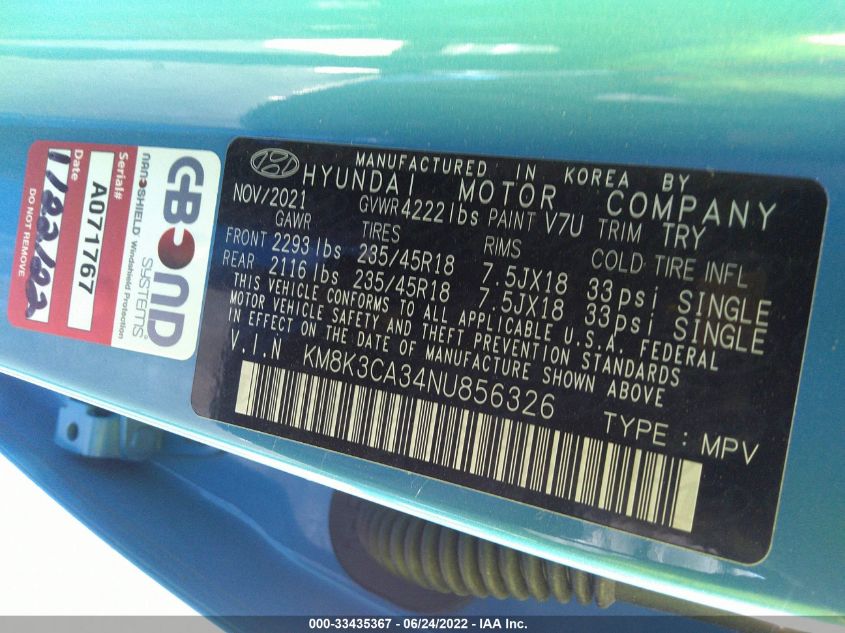 MANUFACTURED IN KOREA BY
HYUNDAI MOTOR COMPANY
NOV/2021 GVWR 4222 lbs PAINT V7U TRIM TRY
GAWR TIRES RIMS COLD TIRE INFL
FRONT 2293 lbs 235/45R18 7.5JX18 33 psi SINGLE
REAR 2116 lbs 235/45R18 7.5JX18 33 psi SINGLE
THIS VEHICLE CONFORMS TO ALL APPLICABLE U.S.A. FEDERAL
MOTOR VEHICLE SAFETY AND THEFT PREVENTION STANDARDS
IN EFFECT ON THE DATE OF MANUFACTURE SHOWN ABOVE
V.I.N KM8K3CA34NU856326
TYPE : MPV
GBOND
SYSTEMS
NANOSHIELD Windshield Protection
Serial#
A071767
Date
DO NOT REMOVE
000-33435367 - 06/24/2022 - IAA Inc.